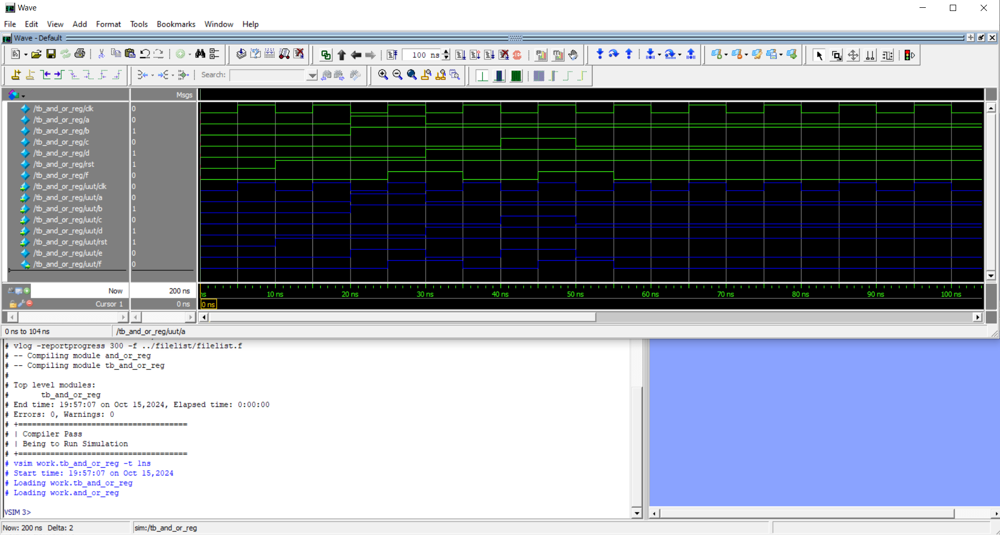 Wave
File Edit View Add Format Tools Bookmarks Window Help
Wave - Default
100 ns
Search:
Msgs
/tb_and_or_reg/clk 0
/tb_and_or_reg/a 0
/tb_and_or_reg/b 1
/tb_and_or_reg/c 0
/tb_and_or_reg/d 1
/tb_and_or_reg/rst 1
/tb_and_or_reg/f 0
/tb_and_or_reg/uut/clk 0
/tb_and_or_reg/uut/a 0
/tb_and_or_reg/uut/b 1
/tb_and_or_reg/uut/c 0
/tb_and_or_reg/uut/d 1
/tb_and_or_reg/uut/rst 1
/tb_and_or_reg/uut/e 0
/tb_and_or_reg/uut/f 0
Now 200 ns
ns 10 ns 20 ns 30 ns 40 ns 50 ns 60 ns 70 ns 80 ns 90 ns 100 ns
Cursor 1 0 ns 0 ns
0 ns to 104 ns /tb_and_or_reg/uut/a
# vlog -reportprogress 300 -f ../filelist/filelist.f
# -- Compiling module and_or_reg
# -- Compiling module tb_and_or_reg
#
# Top level modules:
# tb_and_or_reg
# End time: 19:57:07 on Oct 15,2024, Elapsed time: 0:00:00
# Errors: 0, Warnings: 0
# +=====================================
# | Compiler Pass
# | Being to Run Simulation
# +=====================================
# vsim work.tb_and_or_reg -t 1ns
# Start time: 19:57:07 on Oct 15,2024
# Loading work.tb_and_or_reg
# Loading work.and_or_reg
VSIM 3>
Now: 200 ns Delta: 2 sim:/tb_and_or_reg